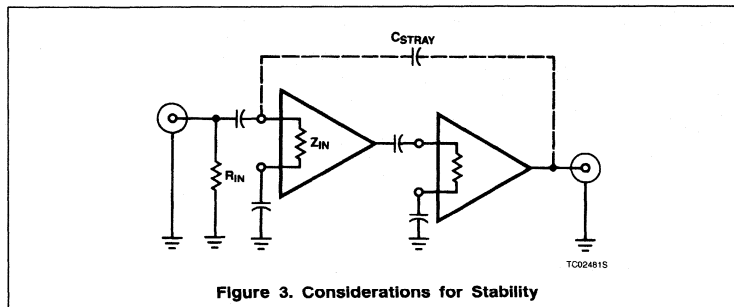 CSTRAY
ZIN
RIN
TC02481S
Figure 3. Considerations for Stability